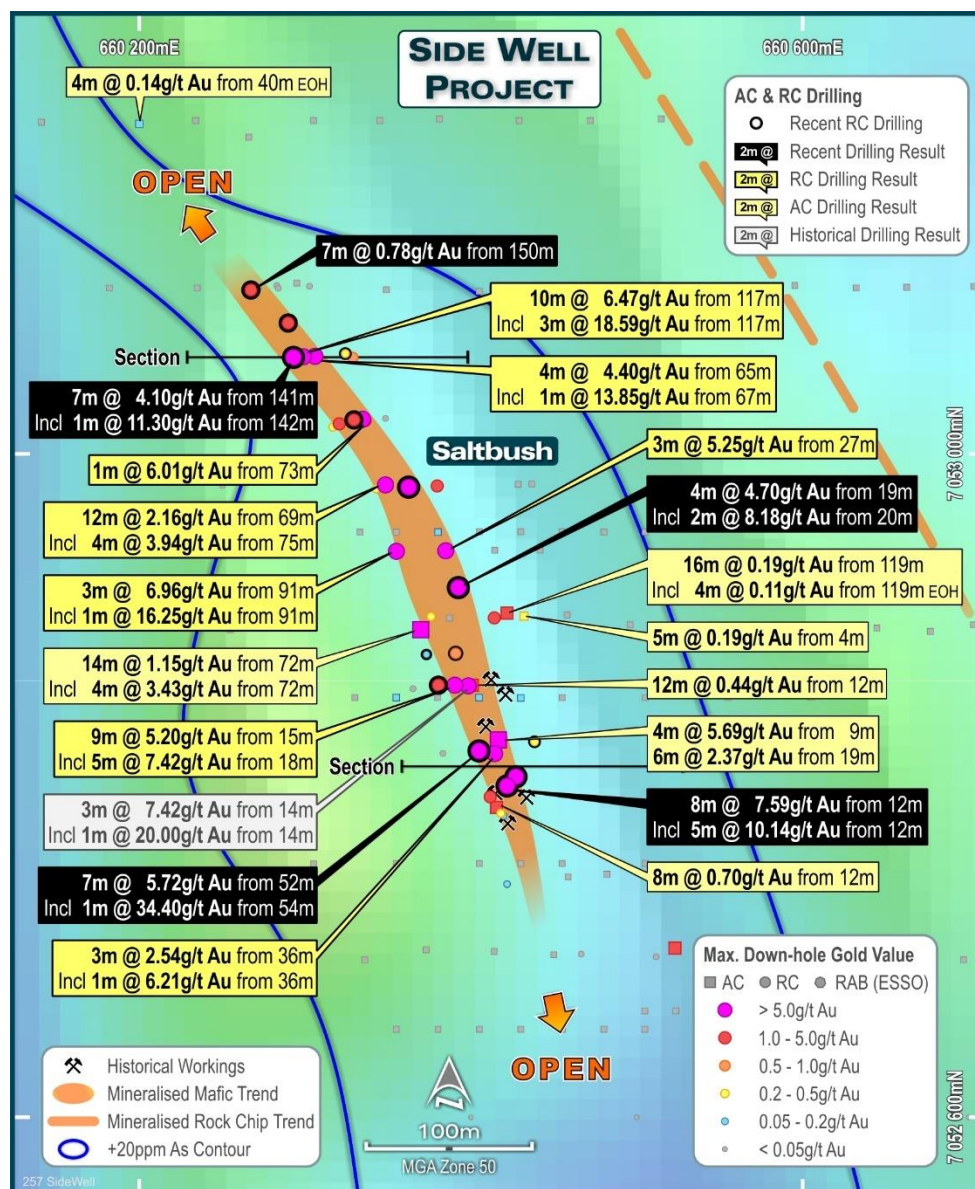 660 200mE
660 600mE
SIDE WELL
PROJECT
4m @ 0.14g/t Au from 40m EOH
AC & RC Drilling
Recent RC Drilling
2m @ Recent Drilling Result
2m @ RC Drilling Result
2m @ AC Drilling Result
2m @ Historical Drilling Result
OPEN
7m @ 0.78g/t Au from 150m
10m @ 6.47g/t Au from 117m
Incl 3m @ 18.59g/t Au from 117m
Section
4m @ 4.40g/t Au from 65m
Incl 1m @ 13.85g/t Au from 67m
7m @ 4.10g/t Au from 141m
Incl 1m @ 11.30g/t Au from 142m
Saltbush
3m @ 5.25g/t Au from 27m
7 053 000mN
1m @ 6.01g/t Au from 73m
4m @ 4.70g/t Au from 19m
Incl 2m @ 8.18g/t Au from 20m
12m @ 2.16g/t Au from 69m
Incl 4m @ 3.94g/t Au from 75m
16m @ 0.19g/t Au from 119m
Incl 4m @ 0.11g/t Au from 119m EOH
3m @ 6.96g/t Au from 91m
Incl 1m @ 16.25g/t Au from 91m
5m @ 0.19g/t Au from 4m
14m @ 1.15g/t Au from 72m
Incl 4m @ 3.43g/t Au from 72m
12m @ 0.44g/t Au from 12m
9m @ 5.20g/t Au from 15m
Incl 5m @ 7.42g/t Au from 18m
4m @ 5.69g/t Au from 9m
6m @ 2.37g/t Au from 19m
Section
3m @ 7.42g/t Au from 14m
Incl 1m @ 20.00g/t Au from 14m
8m @ 7.59g/t Au from 12m
Incl 5m @ 10.14g/t Au from 12m
7m @ 5.72g/t Au from 52m
Incl 1m @ 34.40g/t Au from 54m
8m @ 0.70g/t Au from 12m
3m @ 2.54g/t Au from 36m
Incl 1m @ 6.21g/t Au from 36m
Max. Down-hole Gold Value
AC RC RAB (ESSO)
> 5.0g/t Au
1.0 - 5.0g/t Au
0.5 - 1.0g/t Au
0.2 - 0.5g/t Au
0.05 - 0.2g/t Au
< 0.05g/t Au
OPEN
Historical Workings
Mineralised Mafic Trend
Mineralised Rock Chip Trend
+20ppm As Contour
N
100m
MGA Zone 50
7 052 600mN
257 SideWell